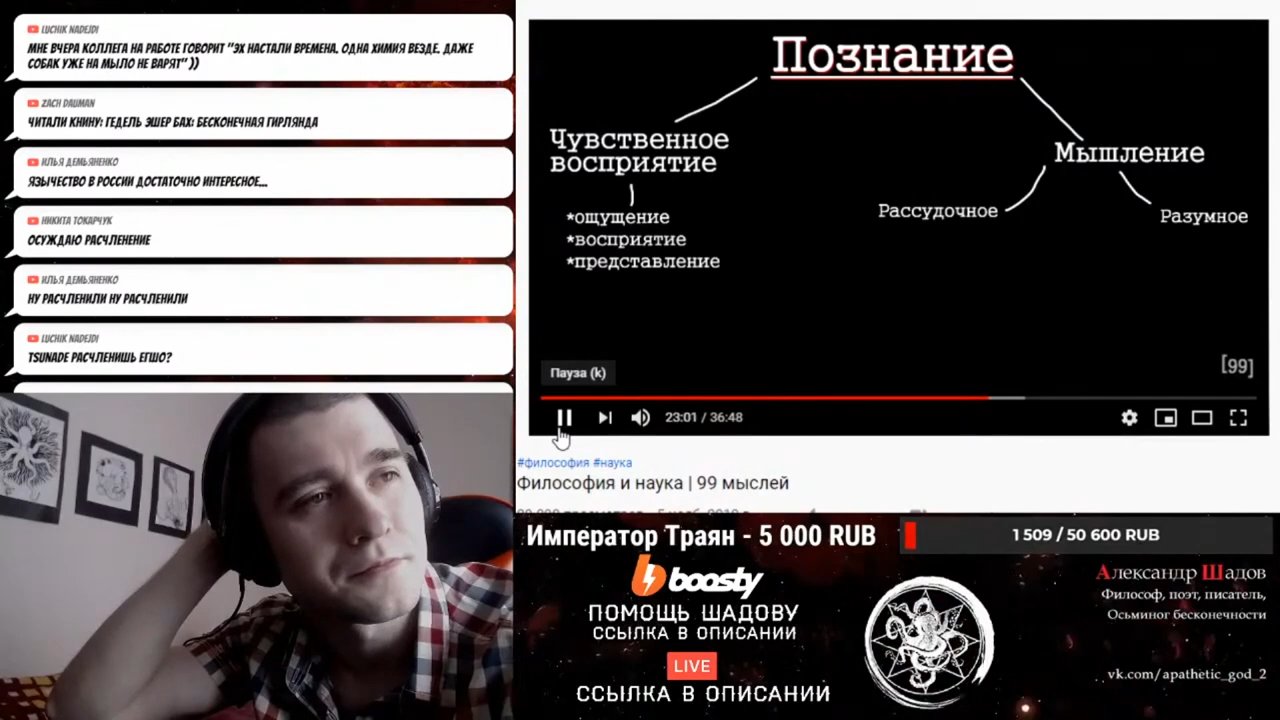 LUCHIK NADEJDI
МНЕ ВЧЕРА КОЛЛЕГА НА РАБОТЕ ГОВОРИТ "ЭХ НАСТАЛИ ВРЕМЕНА. ОДНА ХИМИЯ ВЕЗДЕ. ДАЖЕ
СОБАК УЖЕ НА МЫЛО НЕ ВАРЯТ" ))
ZACH DAUMAN
ЧИТАЛИ КНИНУ: ГЕДЕЛЬ ЭШЕР БАХ: БЕСКОНЕЧНАЯ ГИРЛЯНДА
ИЛЬЯ ДЕМЬЯНЕНКО
ЯЗЫЧЕСТВО В РОССИИ ДОСТАТОЧНО ИНТЕРЕСНОЕ...
НИКИТА ТОКАРЧУК
ОСУЖДАЮ РАСЧЛЕНЕНИЕ
ИЛЬЯ ДЕМЬЯНЕНКО
НУ РАСЧЛЕНИЛИ НУ РАСЧЛЕНИЛИ
LUCHIK NADEJDI
TSUNADE РАСЧЛЕНИШЬ ЕГШО?
Познание
Чувственное
восприятие
Мышление
*ощущение
*восприятие
*представление
Рассудочное
Разумное
[99]
Пауза (k)
23:01 / 36:48
#философия #наука
Философия и наука | 99 мыслей
Император Траян - 5 000 RUB
1 509 / 50 600 RUB
boosty
ПОМОЩЬ ШАДОВУ
ССЫЛКА В ОПИСАНИИ
LIVE
ССЫЛКА В ОПИСАНИИ
Александр Шадов
Философ, поэт, писатель,
Осьминог бесконечности
vk.com/apathetic_god_2